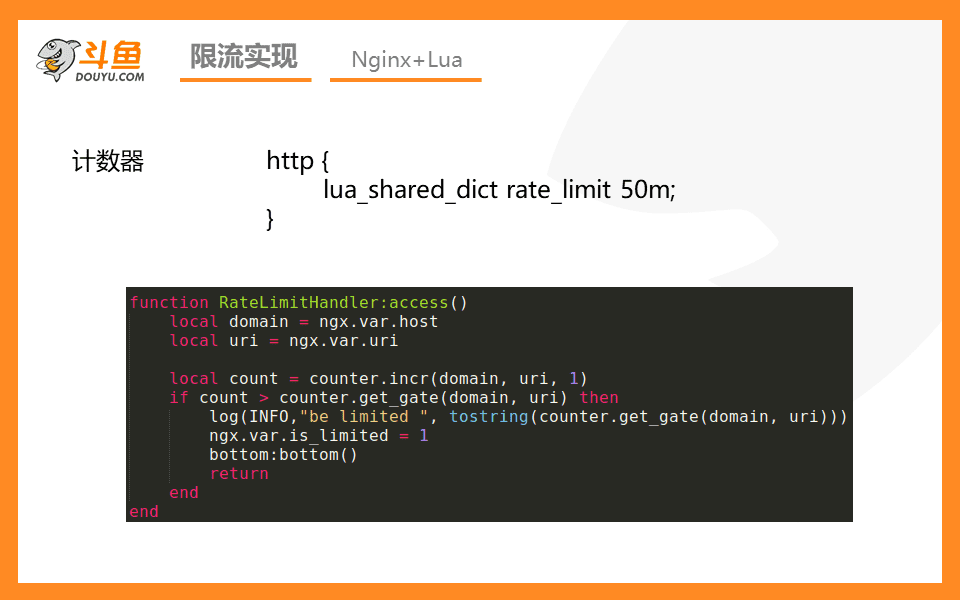 斗鱼
DOUYU.COM
限流实现
Nginx+Lua
计数器
http {
lua_shared_dict rate_limit 50m;
}
function RateLimitHandler:access()
    local domain = ngx.var.host
    local uri = ngx.var.uri

    local count = counter.incr(domain, uri, 1)
    if count > counter.get_gate(domain, uri) then
        log(INFO,"be limited ", tostring(counter.get_gate(domain, uri)))
        ngx.var.is_limited = 1
        bottom:bottom()
        return
    end
end